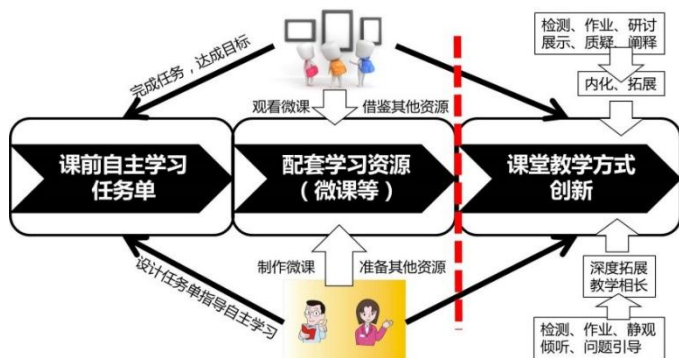 检测、作业、研讨
展示、质疑、阐释
内化、拓展
完成任务，达成目标
观看微课
借鉴其他资源
课前自主学习
任务单
配套学习资源
（微课等）
课堂教学方式
创新
设计任务单指导自主学习
制作微课
准备其他资源
深度拓展
教学相长
检测、作业、静观
倾听、问题引导